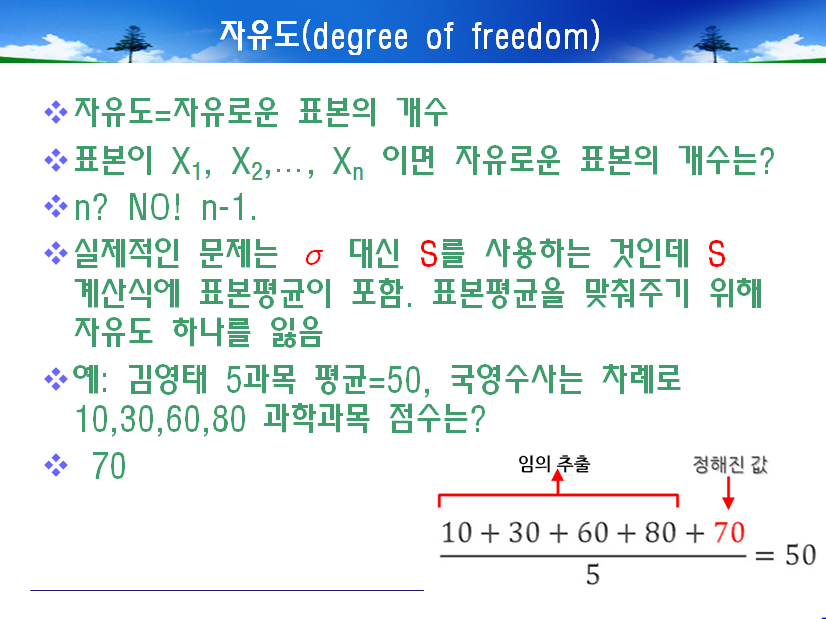 자유도(degree of freedom)
자유도=자유로운 표본의 개수
표본이 X₁, X₂,…, Xₙ 이면 자유로운 표본의 개수는?
n? NO! n-1.
실제적인 문제는 σ 대신 S를 사용하는 것인데 S
계산식에 표본평균이 포함. 표본평균을 맞춰주기 위해
자유도 하나를 잃음
예: 김영태 5과목 평균=50, 국영수사는 차례로
10,30,60,80 과학과목 점수는?
70
임의 추출 정해진 값
10 + 30 + 60 + 80 + 70
5
= 50